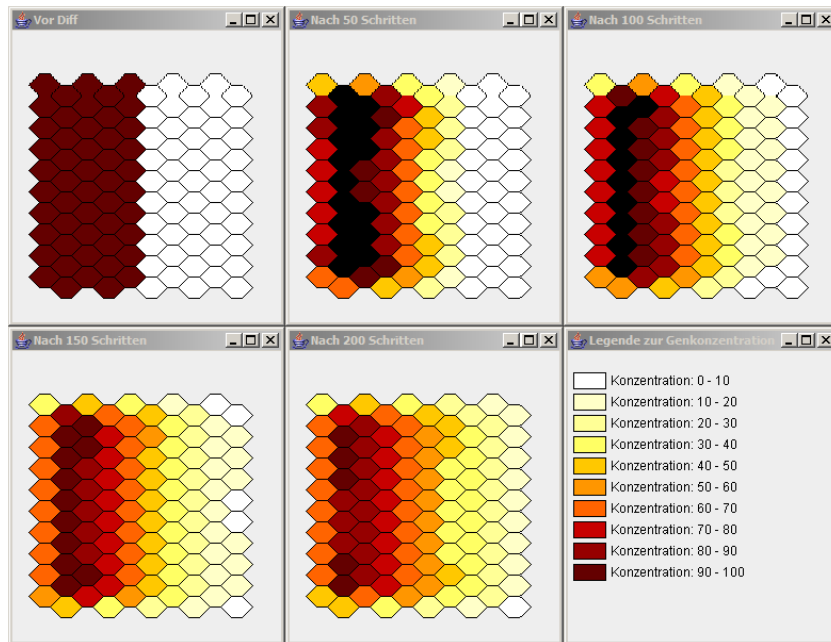 Vor Diff
Nach 50 Schritten
Nach 100 Schritten
Nach 150 Schritten
Nach 200 Schritten
Legende zur Genkonzentration
Konzentration: 0 - 10
Konzentration: 10 - 20
Konzentration: 20 - 30
Konzentration: 30 - 40
Konzentration: 40 - 50
Konzentration: 50 - 60
Konzentration: 60 - 70
Konzentration: 70 - 80
Konzentration: 80 - 90
Konzentration: 90 - 100